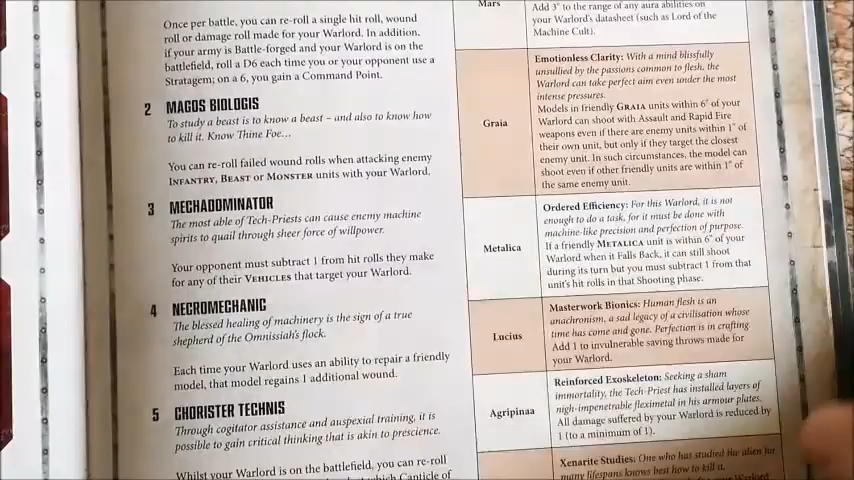 Once per battle, you can re-roll a single hit roll, wound
roll or damage roll made for your Warlord. In addition.
if your army is Battle-forged and your Warlord is on the
battlefield, roll a D6 each time you or your opponent use a
Stratagem; on a 6, you gain a Command Point.
2 MAGOS BIOLOGIS
To study a beast is to know a beast – and also to know how
to kill it. Know Thine Foe...
You can re-roll failed wound rolls when attacking enemy
INFANTRY, BEAST or MONSTER units with your Warlord.
3 MECHADOMINATOR
The most able of Tech-Priests can cause enemy machine
spirits to quail through sheer force of willpower.
Your opponent must subtract 1 from hit rolls they make
for any of their VEHICLES that target your Warlord.
4 NECROMECHANIC
The blessed healing of machinery is the sign of a true
shepherd of the Omnissiah's flock.
Each time your Warlord uses an ability to repair a friendly
model, that model regains 1 additional wound.
5 CHORISTER TECHNIS
Through cogitator assistance and auspexial training, it is
possible to gain critical thinking that is akin to prescience.
Whilst your Warlord is on the battlefield, you can re-roll
which Canticle of
Mars
Add 3" to the range of any aura abilities on
your Warlord's datasheet (such as Lord of the
Machine Cult).
Graia
Emotionless Clarity: With a mind blissfully
unsullied by the passions common to flesh, the
Warlord can take perfect aim even under the most
intense pressures.
Models in friendly GRAIA units within 6" of your
Warlord can shoot with Assault and Rapid Fire
weapons even if there are enemy units within 1" of
their own unit, but only if they target the closest
enemy unit. In such circumstances, the model can
shoot even if other friendly units are within 1" of
the same enemy unit.
Metalica
Ordered Efficiency: For this Warlord, it is not
enough to do a task, for it must be done with
machine-like precision and perfection of purpose.
If a friendly METALICA unit is within 6" of your
Warlord when it Falls Back, it can still shoot
during its turn but you must subtract 1 from that
unit's hit rolls in that Shooting phase.
Lucius
Masterwork Bionics: Human flesh is an
anachronism, a sad legacy of a civilisation whose
time has come and gone. Perfection is in crafting
Add 1 to invulnerable saving throws made for
your Warlord.
Agripinaa
Reinforced Exoskeleton: Seeking a sham
immortality, the Tech-Priest has installed layers of
nigh-impenetrable fleximetal in his armour plates.
All damage suffered by your Warlord is reduced by
1 (to a minimum of 1).
Xenarite Studies: One who has studied the alien for
many lifespans knows best how to kill it.